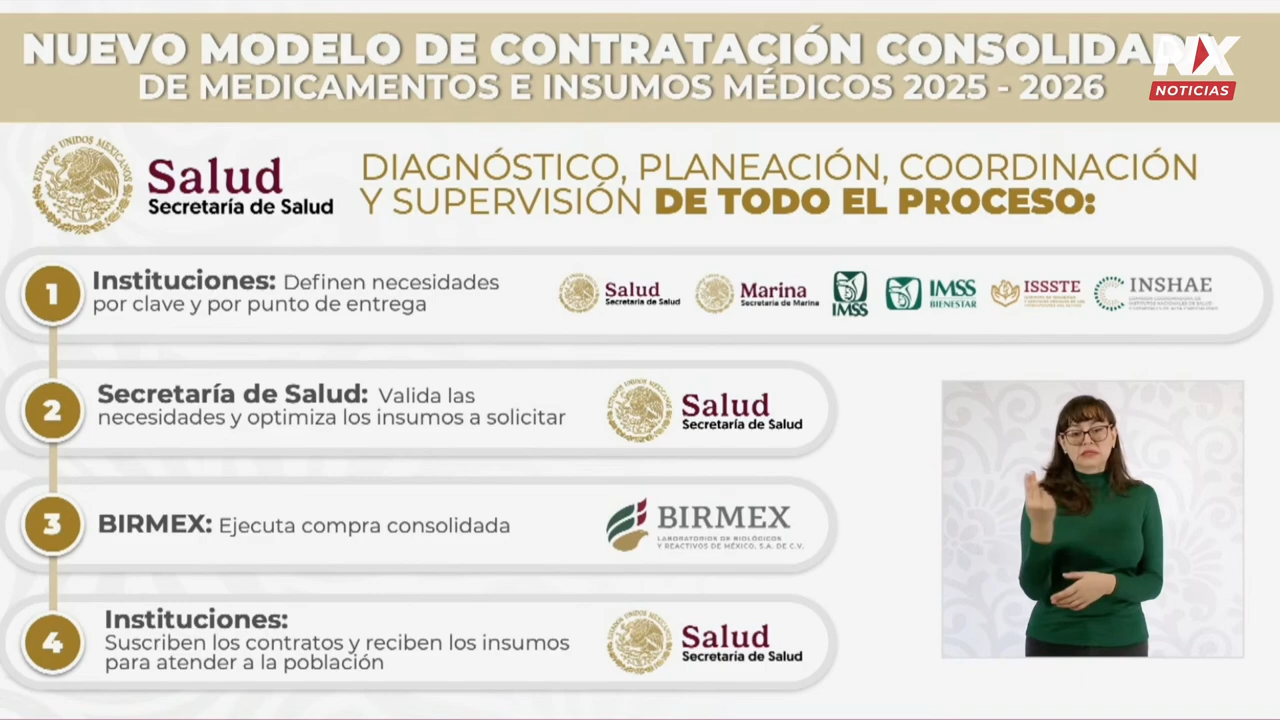 NUEVO MODELO DE CONTRATACIÓN CONSOLIDA
NX
NOTICIAS
DE MEDICAMENTOS E INSUMOS MÉDICOS 2025 - 2026
ESTADOS UNIDOS MEXICANOS
Salud
Secretaría de Salud
DIAGNÓSTICO, PLANEACIÓN, COORDINACIÓN
Y SUPERVISIÓN DE TODO EL PROCESO:
1
Instituciones: Definen necesidades
por clave y por punto de entrega
Salud
Secretaría de Salud
Marina
Secretaría de Marina
IMSS
IMSS
BIENESTAR
ISSSTE
INSHAE
2
Secretaría de Salud: Valida las
necesidades y optimiza los insumos a solicitar
Salud
Secretaría de Salud
3
BIRMEX: Ejecuta compra consolidada
BIRMEX
LABORATORIOS DE BIOLÓGICOS
Y REACTIVOS DE MÉXICO, S.A. DE C.V.
4
Instituciones:
Suscriben los contratos y reciben los insumos
para atender a la población
Salud
Secretaría de Salud